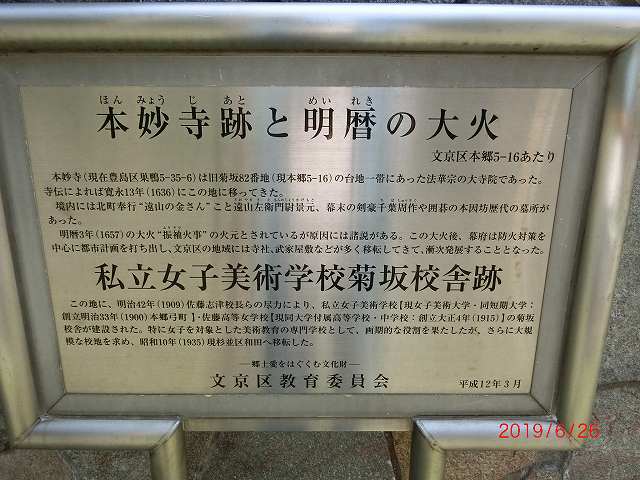 ほん みょう じ あと めい れき
本妙寺跡と明暦の大火
文京区本郷5-16あたり
本妙寺(現在豊島区巣鴨5-35-6)は旧菊坂82番地(現本郷5-16)の台地一帯にあった法華宗の大寺院であった。
寺伝によれば寛永13年(1636)にこの地に移ってきた。
境内には北町奉行“遠山の金さん”こと遠山左衛門尉景元、幕末の剣豪千葉周作や囲碁の本因坊歴代の墓所が
あった。
明暦3年(1657)の大火“振袖火事”の火元とされているが原因には諸説がある。この大火後、幕府は防火対策を
中心に都市計画を打ち出し、文京区の地域には寺社、武家屋敷などが多く移転してきて、漸次発展することとなった。
私立女子美術学校菊坂校舎跡
この地に、明治42年(1909)佐藤志津校長らの尽力により、私立女子美術学校【現女子美術大学・同短期大学:
創立明治33年(1900)本郷弓町】・佐藤高等女学校【現同大学付属高等学校・中学校:創立大正4年(1915)】の菊坂
校舎が建設された。特に女子を対象とした美術教育の専門学校として、画期的な役割を果たしたが、さらに大規
模な校地を求め、昭和10年(1935)現杉並区和田へ移転した。
―郷土愛をはぐくむ文化財―
文京区教育委員会 平成12年3月
2019/6/26